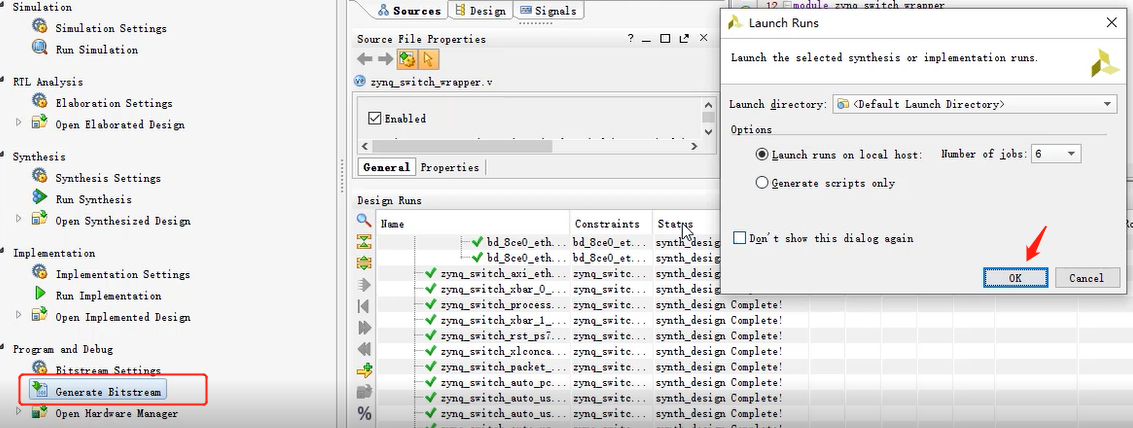 Simulation
Simulation Settings
Run Simulation
RTL Analysis
Elaboration Settings
Open Elaborated Design
Synthesis
Synthesis Settings
Run Synthesis
Open Synthesized Design
Implementation
Implementation Settings
Run Implementation
Open Implemented Design
Program and Debug
Bitstream Settings
Generate Bitstream
Open Hardware Manager
Sources Design Signals
Source File Properties
zynq_switch_wrapper.v
Enabled
General Properties
Design Runs
Name Constraints Status
bd_8ce0_eth... bd_8ce0_et... synth_design
bd_8ce0_eth... bd_8ce0_et... synth_design
zynq_switch_axi_eth... zynq_switc... synth_design
zynq_switch_xbar_0_... zynq_switc... synth_design
zynq_switch_process... zynq_switc... synth_design Complete!
zynq_switch_xbar_1_... zynq_switc... synth_design Complete!
zynq_switch_rst_ps7... zynq_switc... synth_design Complete!
zynq_switch_xlconca... zynq_switc... synth_design Complete!
zynq_switch_packet_... zynq_switc... synth_design Complete!
zynq_switch_auto_pc... zynq_switc... synth_design Complete!
zynq_switch_auto_us... zynq_switc... synth_design Complete!
zynq_switch_auto_us... zynq_switc... synth_design Complete!
12 module zynq_switch_wrapper
Launch Runs
Launch the selected synthesis or implementation runs.
Launch directory: <Default Launch Directory>
Options
Launch runs on local host: Number of jobs: 6
Generate scripts only
Don't show this dialog again
OK Cancel